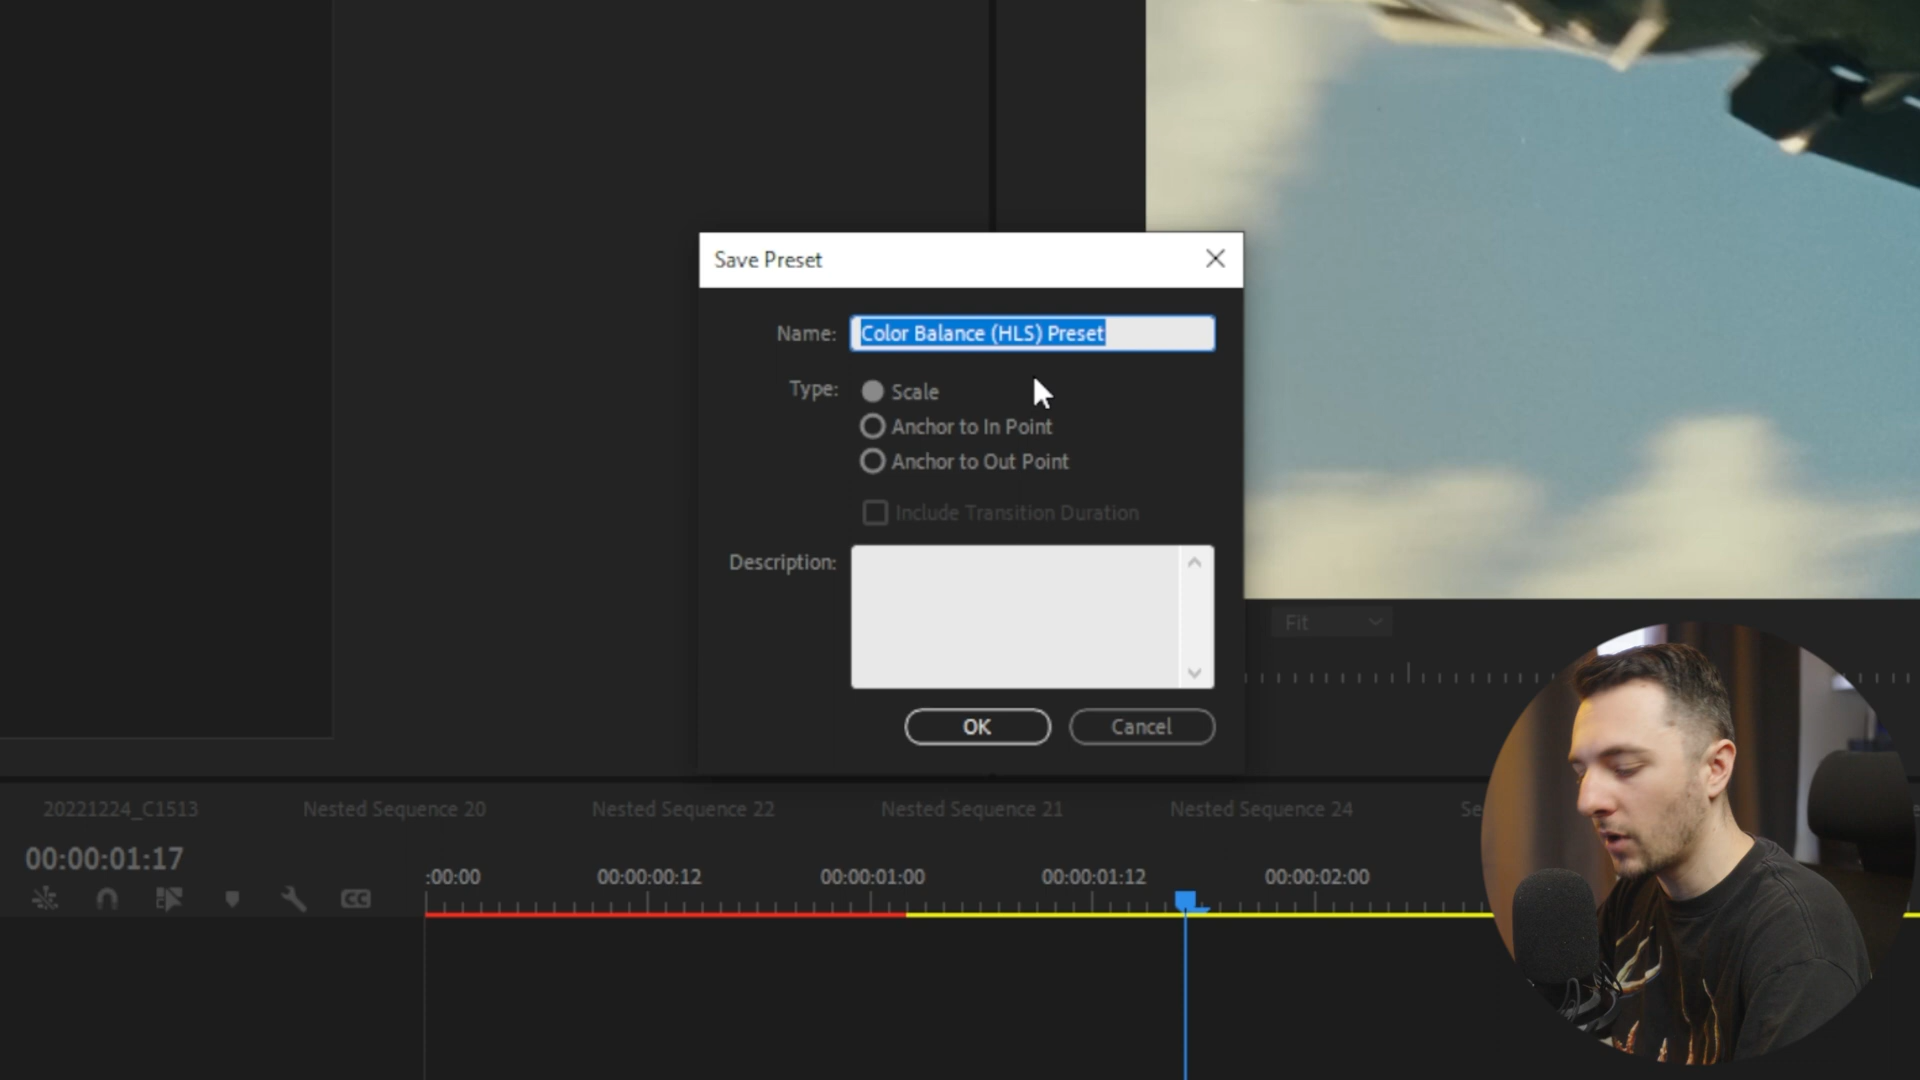 Save Preset
Name: Color Balance (HLS) Preset
Type: Scale
Anchor to In Point
Anchor to Out Point
Include Transition Duration
Description:
OK Cancel
Fit
20221224_C1513 Nested Sequence 20 Nested Sequence 22 Nested Sequence 21 Nested Sequence 24
00:00:01:17
:00:00 00:00:00:12 00:00:01:00 00:00:01:12 00:00:02:00
CC